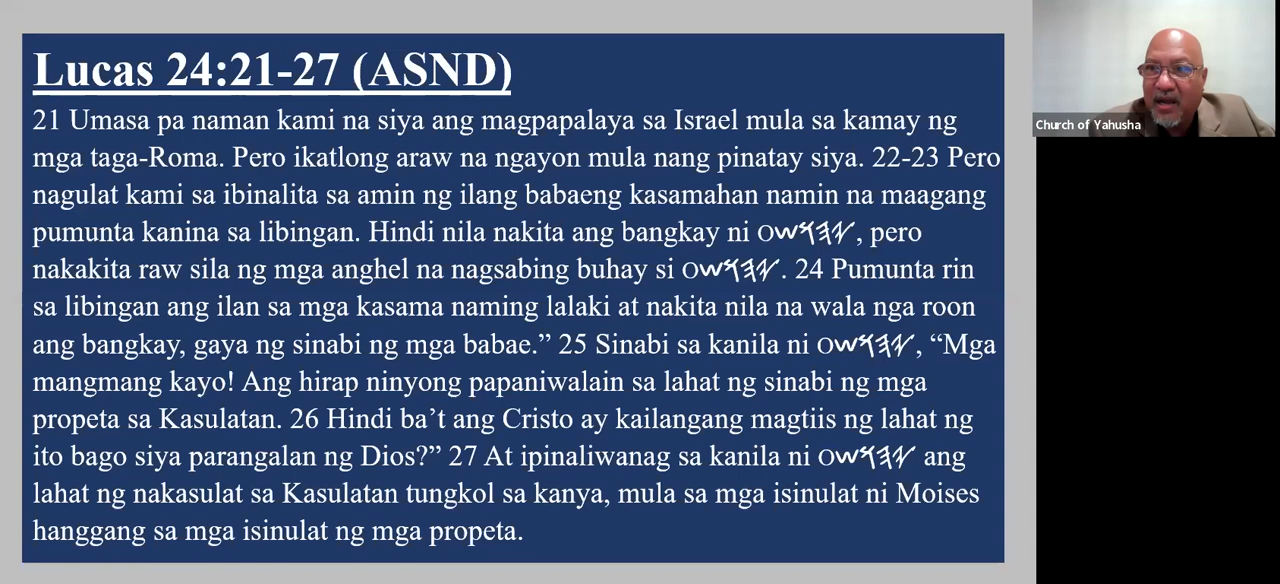 Lucas 24:21-27 (ASND)
21 Umasa pa naman kami na siya ang magpapalaya sa Israel mula sa kamay ng
mga taga-Roma. Pero ikatlong araw na ngayon mula nang pinatay siya. 22-23 Pero
nagulat kami sa ibinalita sa amin ng ilang babaeng kasamahan namin na maagang
pumunta kanina sa libingan. Hindi nila nakita ang bangkay ni 𐤉𐤄𐤅𐤔𐤏, pero
nakakita raw sila ng mga anghel na nagsabing buhay si 𐤉𐤄𐤅𐤔𐤏. 24 Pumunta rin
sa libingan ang ilan sa mga kasama naming lalaki at nakita nila na wala nga roon
ang bangkay, gaya ng sinabi ng mga babae.” 25 Sinabi sa kanila ni 𐤉𐤄𐤅𐤔𐤏, “Mga
mangmang kayo! Ang hirap ninyong papaniwalain sa lahat ng sinabi ng mga
propeta sa Kasulatan. 26 Hindi ba’t ang Cristo ay kailangang magtiis ng lahat ng
ito bago siya parangalan ng Dios?” 27 At ipinaliwanag sa kanila ni 𐤉𐤄𐤅𐤔𐤏 ang
lahat ng nakasulat sa Kasulatan tungkol sa kanya, mula sa mga isinulat ni Moises
hanggang sa mga isinulat ng mga propeta.
Church of Yahusha